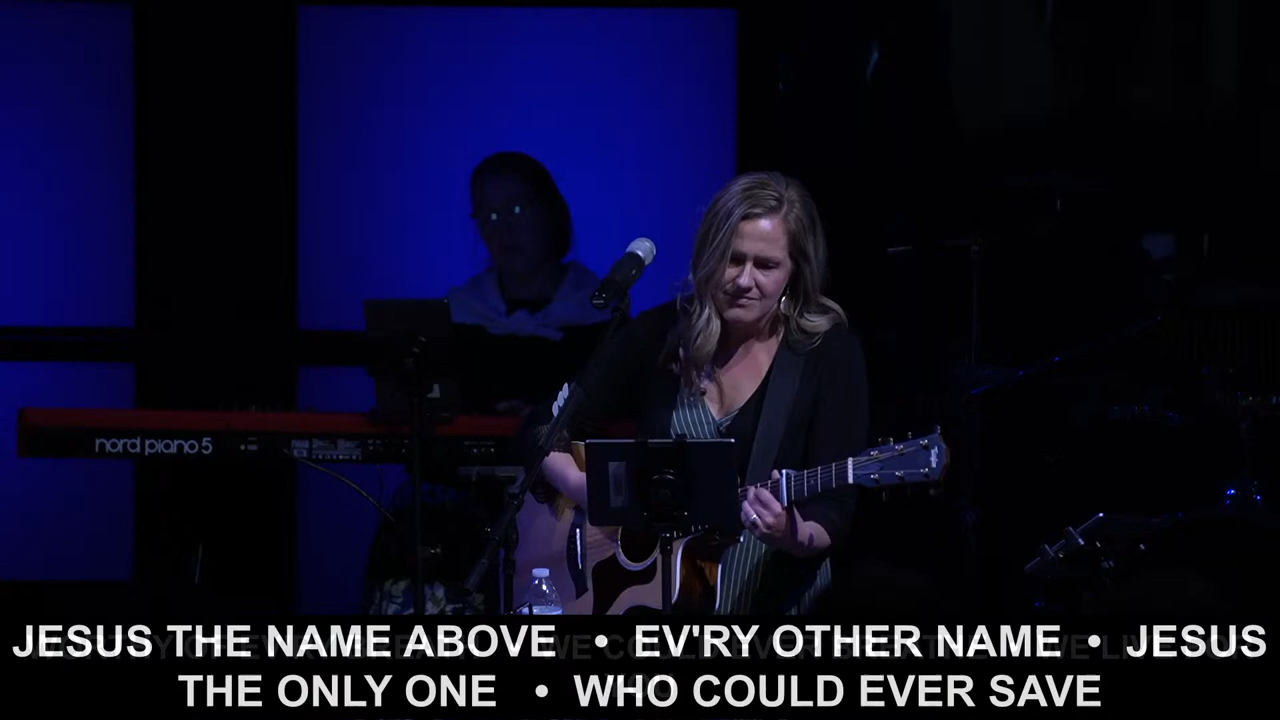 nord piano 5
JESUS THE NAME ABOVE • EV'RY OTHER NAME • JESUS
THE ONLY ONE • WHO COULD EVER SAVE